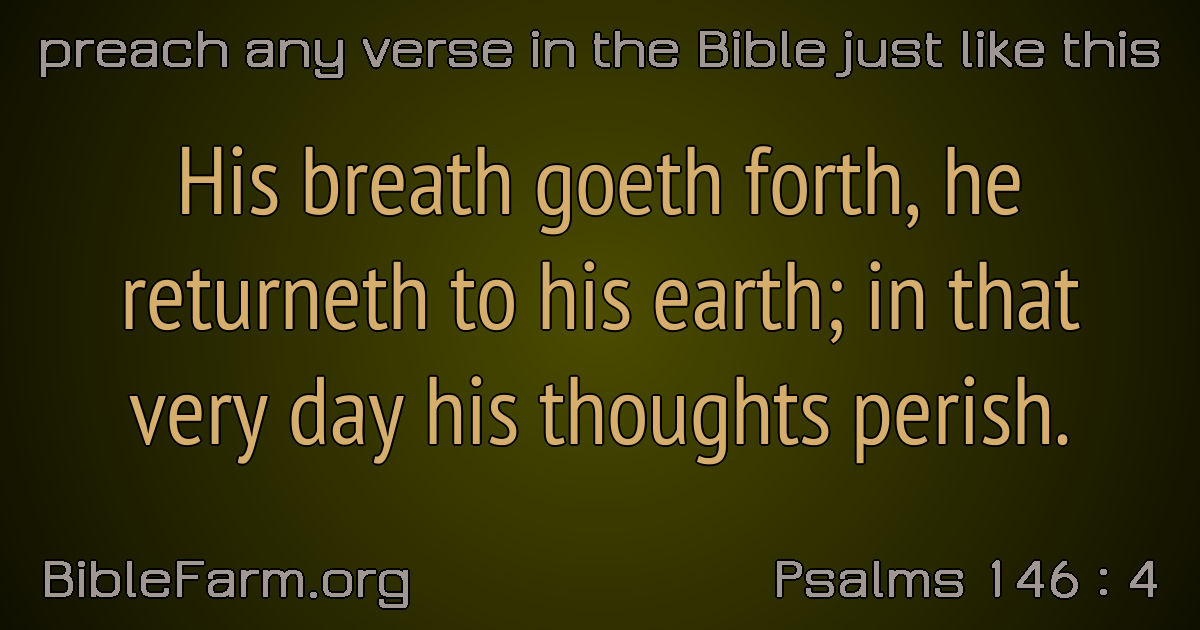 preach any verse in the Bible just like this
His breath goeth forth, he
returneth to his earth; in that
very day his thoughts perish.
BibleFarm.org
Psalms 146 : 4